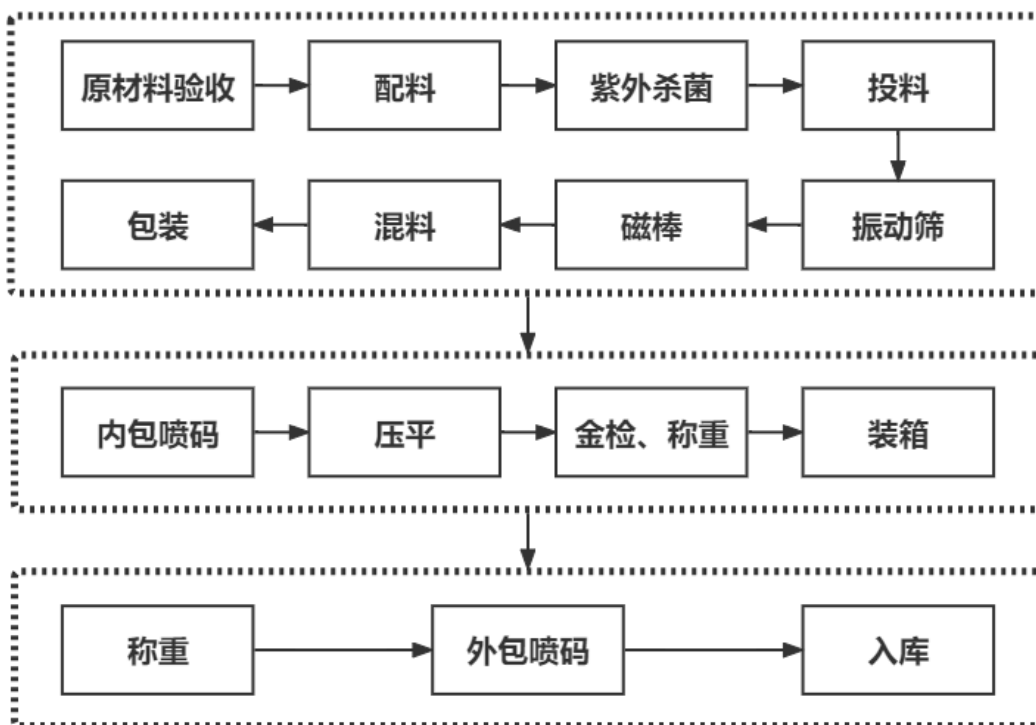 原材料验收
配料
紫外杀菌
投料
包装
混料
磁棒
振动筛
内包喷码
压平
金检、称重
装箱
称重
外包喷码
入库